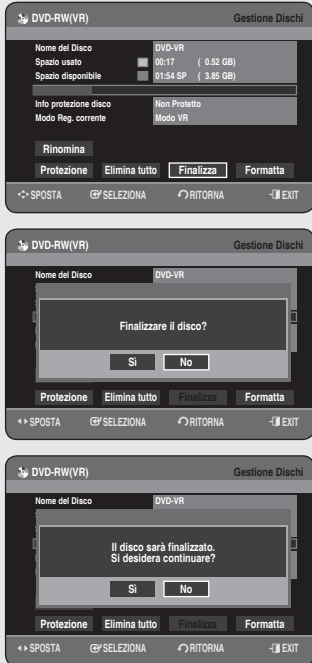 DVD-RW(VR) Gestione Dischi
Nome del Disco DVD-VR
Spazio usato 00:17 ( 0.52 GB)
Spazio disponibile 01:54 SP ( 3.85 GB)
Info protezione disco Non Protetto
Modo Reg. corrente Modo VR
Rinomina
Protezione Elimina tutto Finalizza Formatta
SPOSTA SELEZIONA RITORNA EXIT
DVD-RW(VR) Gestione Dischi
Nome del Disco DVD-VR
Finalizzare il disco?
Sì No
Protezione Elimina tutto Finalizza Formatta
SPOSTA SELEZIONA RITORNA EXIT
DVD-RW(VR) Gestione Dischi
Nome del Disco DVD-VR
Il disco sarà finalizzato.
Si desidera continuare?
Sì No
Protezione Elimina tutto Finalizza Formatta
SPOSTA SELEZIONA RITORNA EXIT